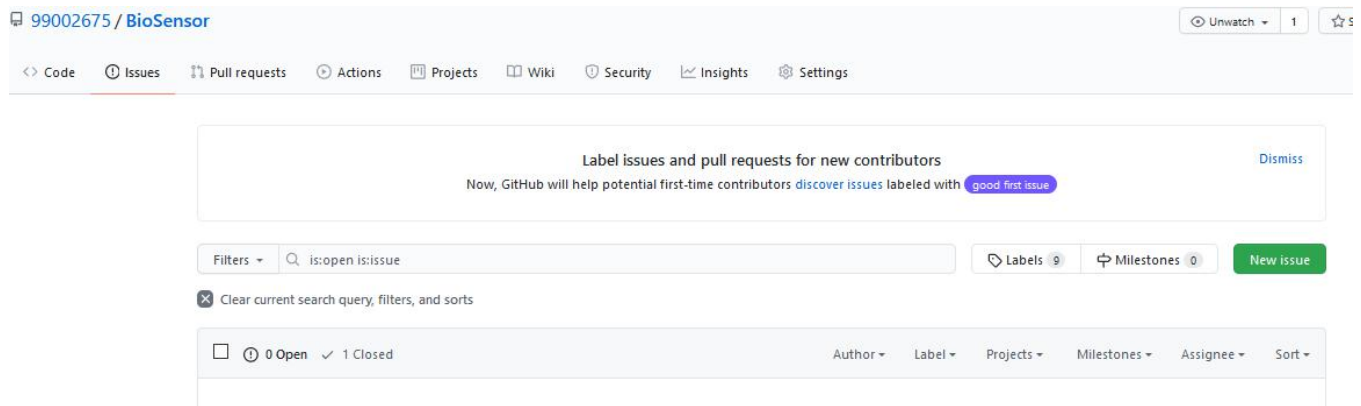 99002675 / BioSensor
Unwatch 1
Code Issues Pull requests Actions Projects Wiki Security Insights Settings
Label issues and pull requests for new contributors
Dismiss
Now, GitHub will help potential first-time contributors discover issues labeled with good first issue
Filters is:open is:issue Labels 9 Milestones 0 New issue
Clear current search query, filters, and sorts
0 Open 1 Closed Author Label Projects Milestones Assignee Sort